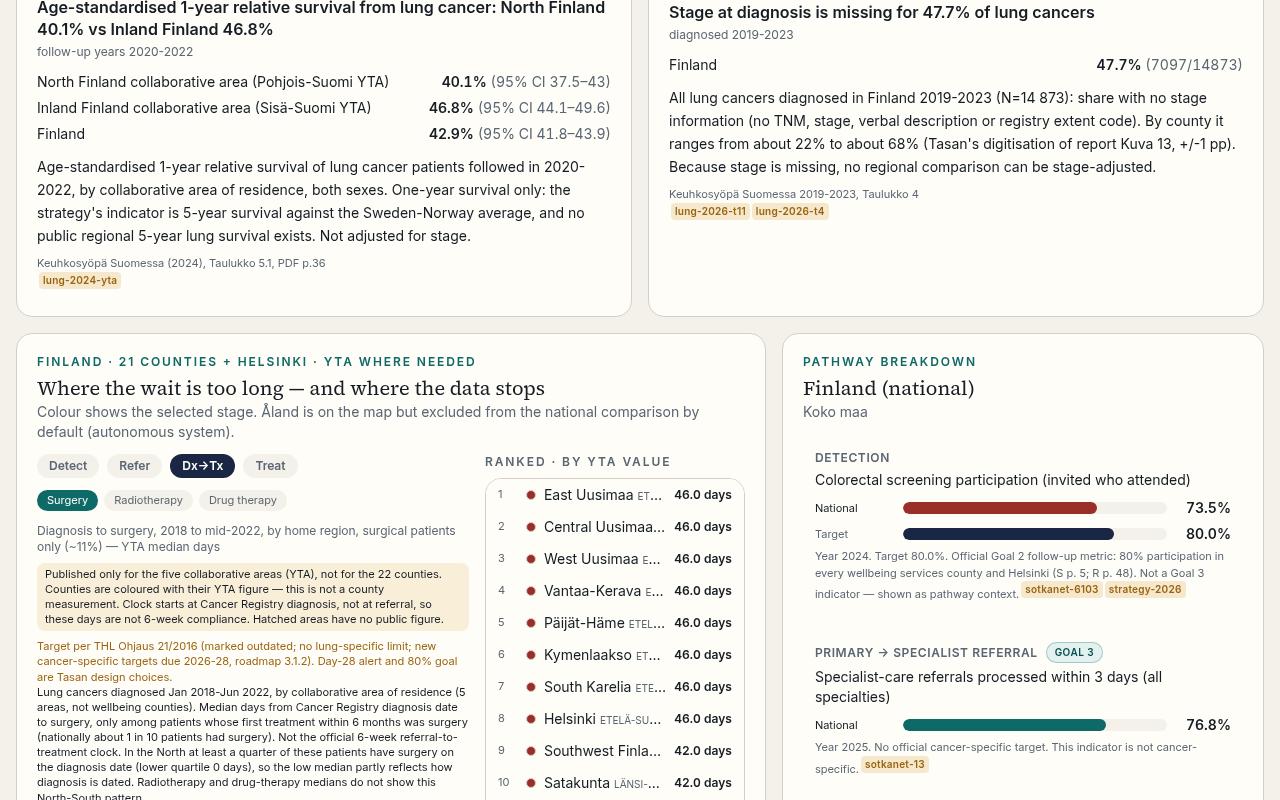 Age-standardised 1-year relative survival from lung cancer: North Finland
40.1% vs Inland Finland 46.8%
follow-up years 2020-2022
North Finland collaborative area (Pohjois-Suomi YTA) 40.1% (95% CI 37.5–43)
Inland Finland collaborative area (Sisä-Suomi YTA) 46.8% (95% CI 44.1–49.6)
Finland 42.9% (95% CI 41.8–43.9)
Age-standardised 1-year relative survival of lung cancer patients followed in 2020-
2022, by collaborative area of residence, both sexes. One-year survival only: the
strategy's indicator is 5-year survival against the Sweden-Norway average, and no
public regional 5-year lung survival exists. Not adjusted for stage.
Keuhkosyöpä Suomessa (2024), Taulukko 5.1, PDF p.36
lung-2024-yta
Stage at diagnosis is missing for 47.7% of lung cancers
diagnosed 2019-2023
Finland 47.7% (7097/14873)
All lung cancers diagnosed in Finland 2019-2023 (N=14 873): share with no stage
information (no TNM, stage, verbal description or registry extent code). By county it
ranges from about 22% to about 68% (Tasan's digitisation of report Kuva 13, +/-1 pp).
Because stage is missing, no regional comparison can be stage-adjusted.
Keuhkosyöpä Suomessa 2019-2023, Taulukko 4
lung-2026-t11 lung-2026-t4
FINLAND · 21 COUNTIES + HELSINKI · YTA WHERE NEEDED
Where the wait is too long — and where the data stops
Colour shows the selected stage. Åland is on the map but excluded from the national comparison by
default (autonomous system).
Detect Refer Dx→Tx Treat
Surgery Radiotherapy Drug therapy
Diagnosis to surgery, 2018 to mid-2022, by home region, surgical patients
only (~11%) — YTA median days
Published only for the five collaborative areas (YTA), not for the 22 counties.
Counties are coloured with their YTA figure — this is not a county
measurement. Clock starts at Cancer Registry diagnosis, not at referral, so
these days are not 6-week compliance. Hatched areas have no public figure.
Target per THL Ohjaus 21/2016 (marked outdated; no lung-specific limit; new
cancer-specific targets due 2026-28, roadmap 3.1.2). Day-28 alert and 80% goal
are Tasan design choices.
Lung cancers diagnosed Jan 2018-Jun 2022, by collaborative area of residence (5
areas, not wellbeing counties). Median days from Cancer Registry diagnosis date
to surgery, only among patients whose first treatment within 6 months was surgery
(nationally about 1 in 10 patients had surgery). Not the official 6-week referral-to-
treatment clock. In the North at least a quarter of these patients have surgery on
the diagnosis date (lower quartile 0 days), so the low median partly reflects how
diagnosis is dated. Radiotherapy and drug-therapy medians do not show this
North-South pattern.
RANKED · BY YTA VALUE
1 East Uusimaa ET… 46.0 days
2 Central Uusimaa… 46.0 days
3 West Uusimaa E… 46.0 days
4 Vantaa-Kerava E… 46.0 days
5 Päijät-Häme ETEL… 46.0 days
6 Kymenlaakso ET… 46.0 days
7 South Karelia ETE… 46.0 days
8 Helsinki ETELÄ-SU… 46.0 days
9 Southwest Finla… 42.0 days
10 Satakunta LÄNSI-… 42.0 days
PATHWAY BREAKDOWN
Finland (national)
Koko maa
DETECTION
Colorectal screening participation (invited who attended)
National 73.5%
Target 80.0%
Year 2024. Target 80.0%. Official Goal 2 follow-up metric: 80% participation in
every wellbeing services county and Helsinki (S p. 5; R p. 48). Not a Goal 3
indicator — shown as pathway context. sotkanet-6103 strategy-2026
PRIMARY → SPECIALIST REFERRAL GOAL 3
Specialist-care referrals processed within 3 days (all
specialties)
National 76.8%
Year 2025. No official cancer-specific target. This indicator is not cancer-
specific. sotkanet-13